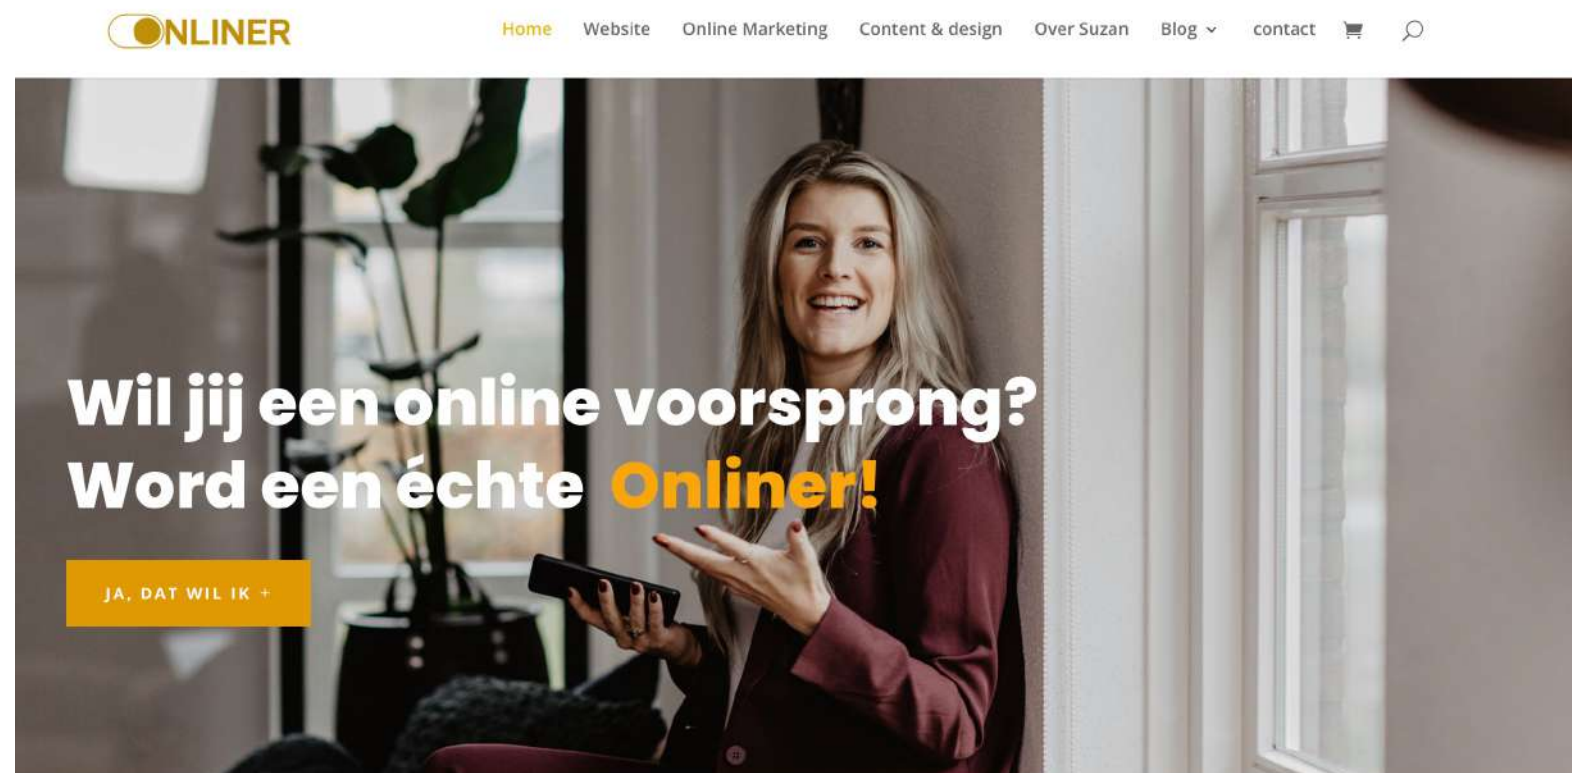 ONLINER
Home Website Online Marketing Content & design Over Suzan Blog contact
Wil jij een online voorsprong?
Word een échte Onliner!
JA, DAT WIL IK +